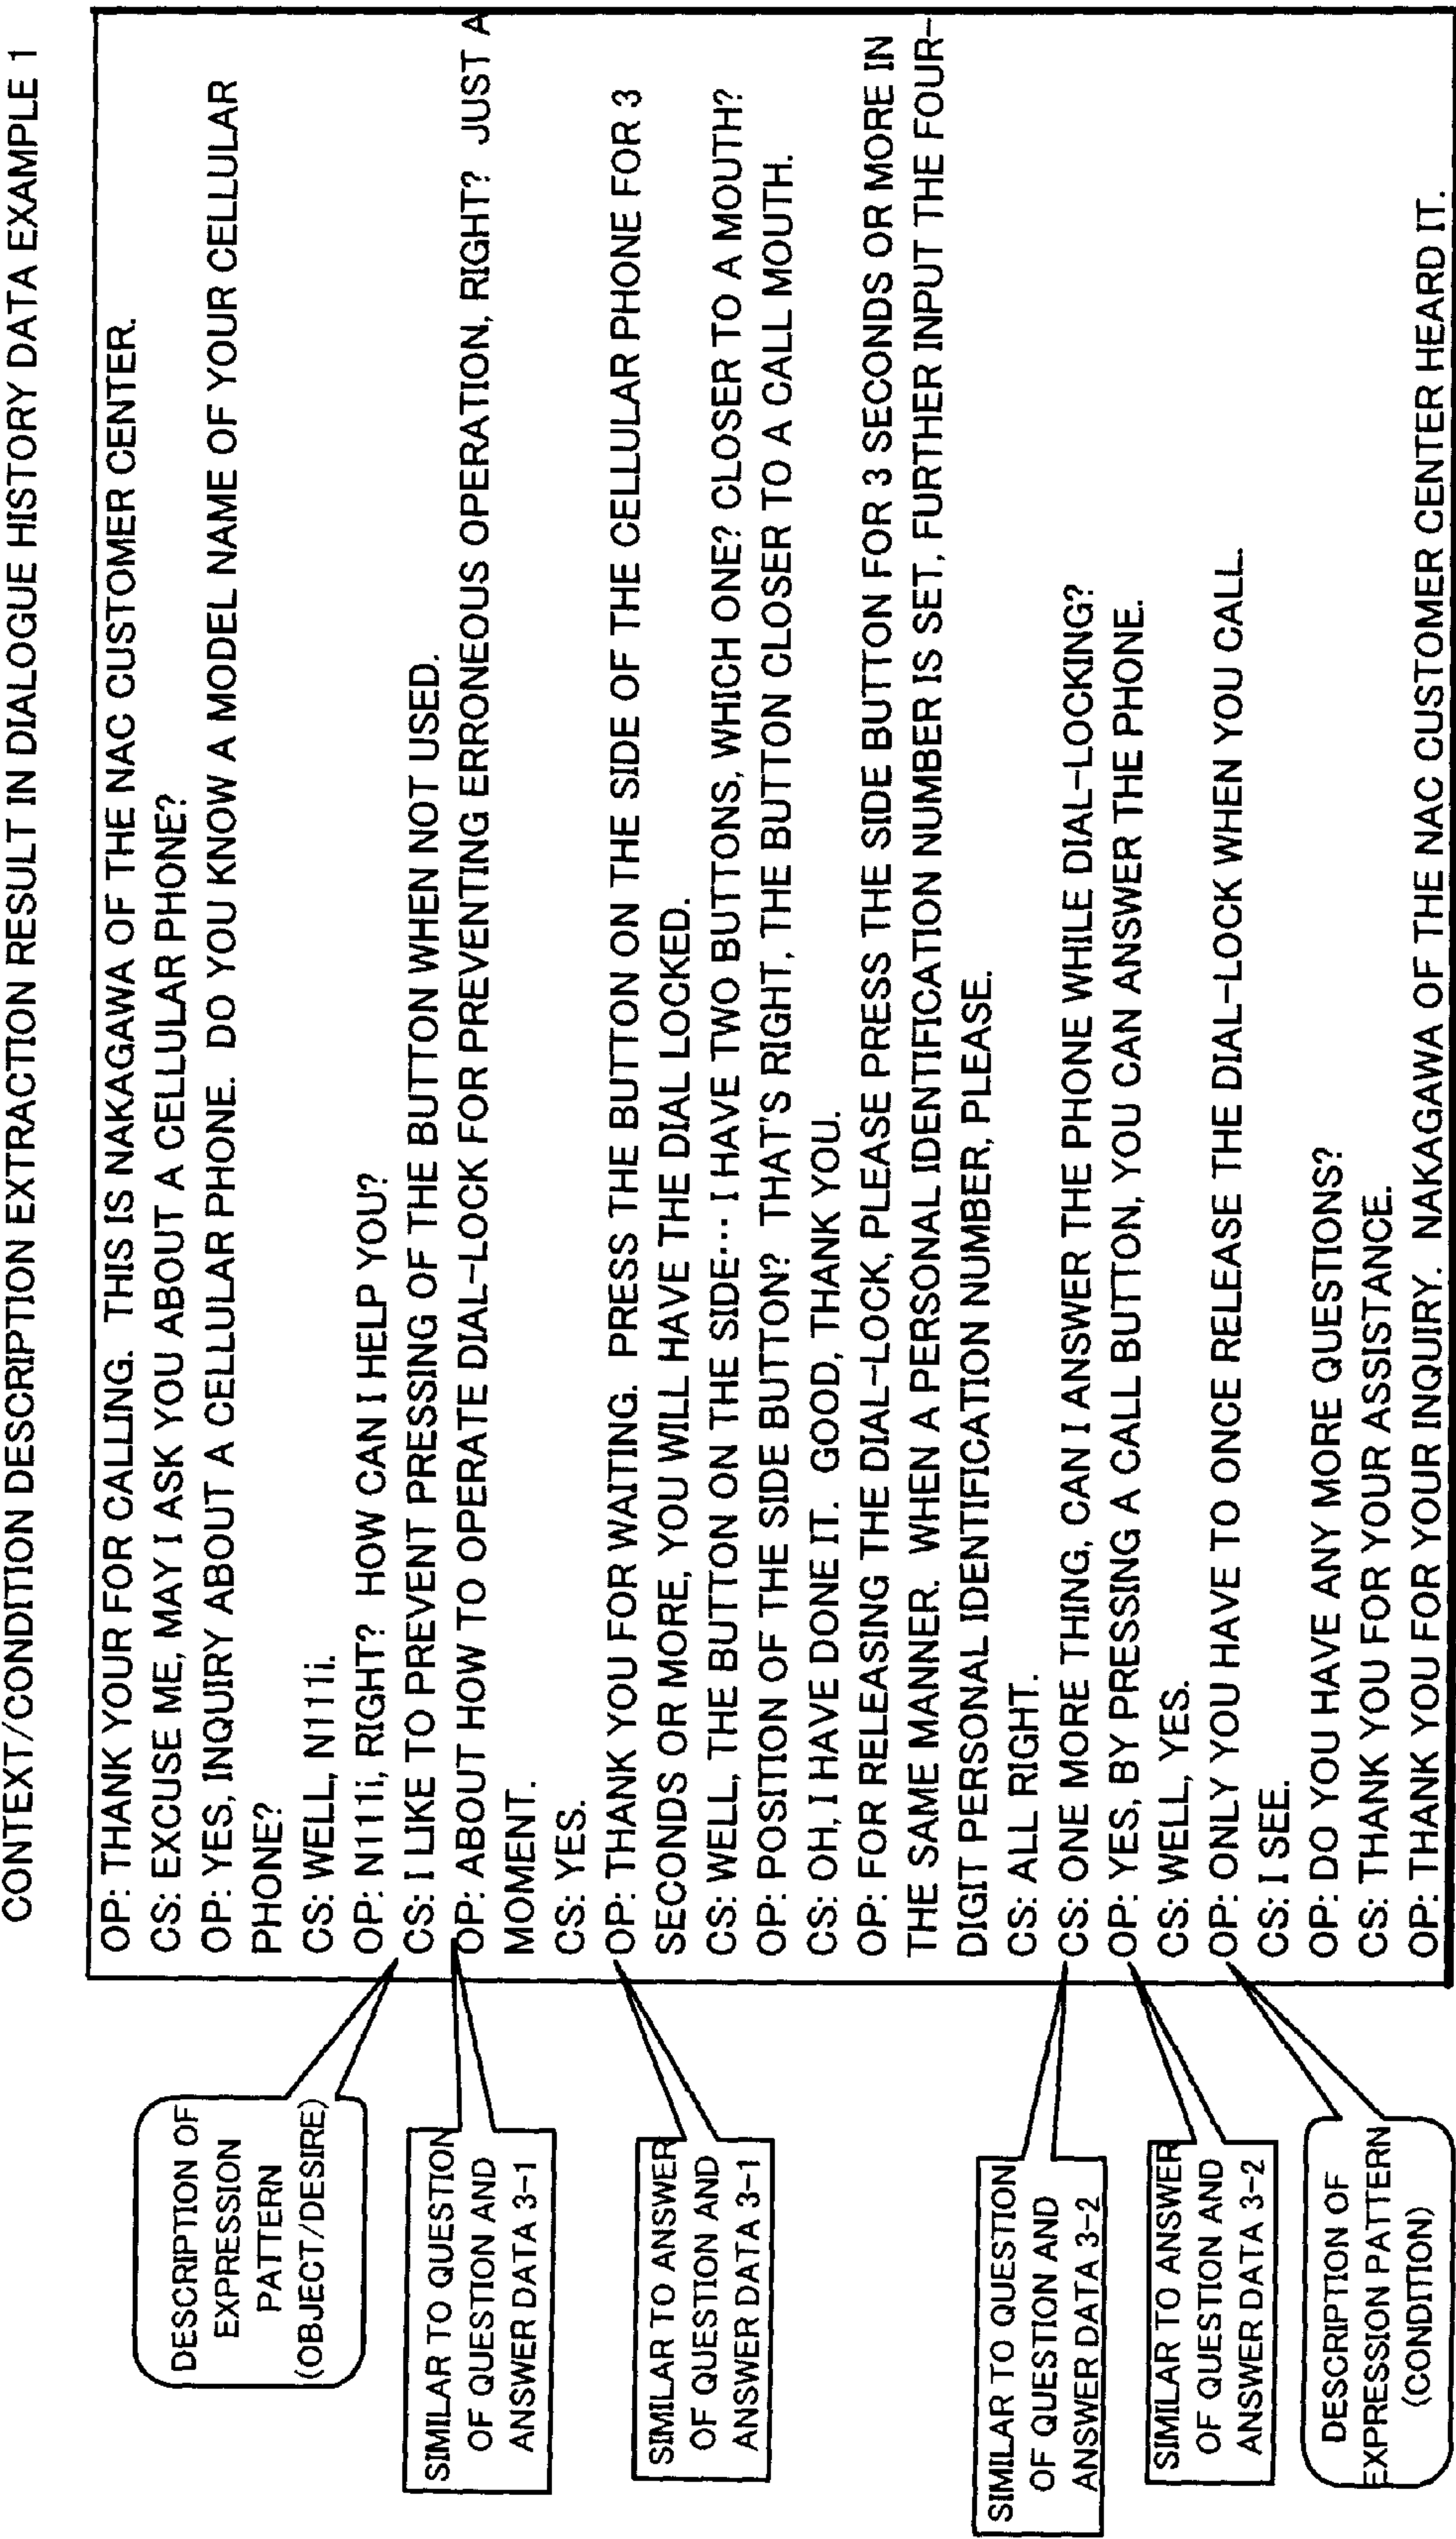 CONTEXT/CONDITION DESCRIPTION EXTRACTION RESULT IN DIALOGUE HISTORY DATA EXAMPLE 1
OP: THANK YOUR FOR CALLING. THIS IS NAKAGAWA OF THE NAC CUSTOMER CENTER.
CS: EXCUSE ME, MAY I ASK YOU ABOUT A CELLULAR PHONE?
OP: YES, INQUIRY ABOUT A CELLULAR PHONE. DO YOU KNOW A MODEL NAME OF YOUR CELLULAR
PHONE?
CS: WELL, N111i.
OP: N111i, RIGHT? HOW CAN I HELP YOU?
CS: I LIKE TO PREVENT PRESSING OF THE BUTTON WHEN NOT USED.
OP: ABOUT HOW TO OPERATE DIAL-LOCK FOR PREVENTING ERRONEOUS OPERATION, RIGHT? JUST A
MOMENT.
CS: YES.
OP: THANK YOU FOR WAITING. PRESS THE BUTTON ON THE SIDE OF THE CELLULAR PHONE FOR 3
SECONDS OR MORE, YOU WILL HAVE THE DIAL LOCKED.
CS: WELL, THE BUTTON ON THE SIDE··· I HAVE TWO BUTTONS, WHICH ONE? CLOSER TO A MOUTH?
OP: POSITION OF THE SIDE BUTTON? THAT'S RIGHT, THE BUTTON CLOSER TO A CALL MOUTH.
CS: OH, I HAVE DONE IT. GOOD, THANK YOU.
OP: FOR RELEASING THE DIAL-LOCK, PLEASE PRESS THE SIDE BUTTON FOR 3 SECONDS OR MORE IN
THE SAME MANNER. WHEN A PERSONAL IDENTIFICATION NUMBER IS SET, FURTHER INPUT THE FOUR-
DIGIT PERSONAL IDENTIFICATION NUMBER, PLEASE.
CS: ALL RIGHT.
CS: ONE MORE THING, CAN I ANSWER THE PHONE WHILE DIAL-LOCKING?
OP: YES, BY PRESSING A CALL BUTTON, YOU CAN ANSWER THE PHONE.
CS: WELL, YES.
OP: ONLY YOU HAVE TO ONCE RELEASE THE DIAL-LOCK WHEN YOU CALL.
CS: I SEE.
OP: DO YOU HAVE ANY MORE QUESTIONS?
CS: THANK YOU FOR YOUR ASSISTANCE.
OP: THANK YOU FOR YOUR INQUIRY. NAKAGAWA OF THE NAC CUSTOMER CENTER HEARD IT.
DESCRIPTION OF
EXPRESSION
PATTERN
(OBJECT/DESIRE)
SIMILAR TO QUESTION
OF QUESTION AND
ANSWER DATA 3-1
SIMILAR TO ANSWER
OF QUESTION AND
ANSWER DATA 3-1
SIMILAR TO QUESTION
OF QUESTION AND
ANSWER DATA 3-2
SIMILAR TO ANSWER
OF QUESTION AND
ANSWER DATA 3-2
DESCRIPTION OF
EXPRESSION PATTERN
(CONDITION)